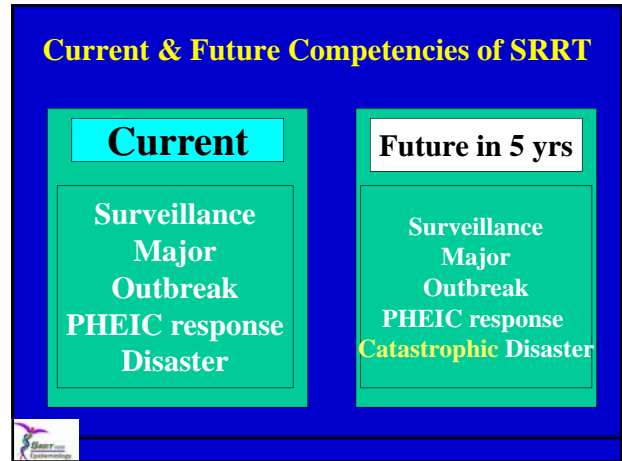 Current & Future Competencies of SRRT
Current
Surveillance
Major
Outbreak
PHEIC response
Disaster
Future in 5 yrs
Surveillance
Major
Outbreak
PHEIC response
Catastrophic Disaster
Epidemiology